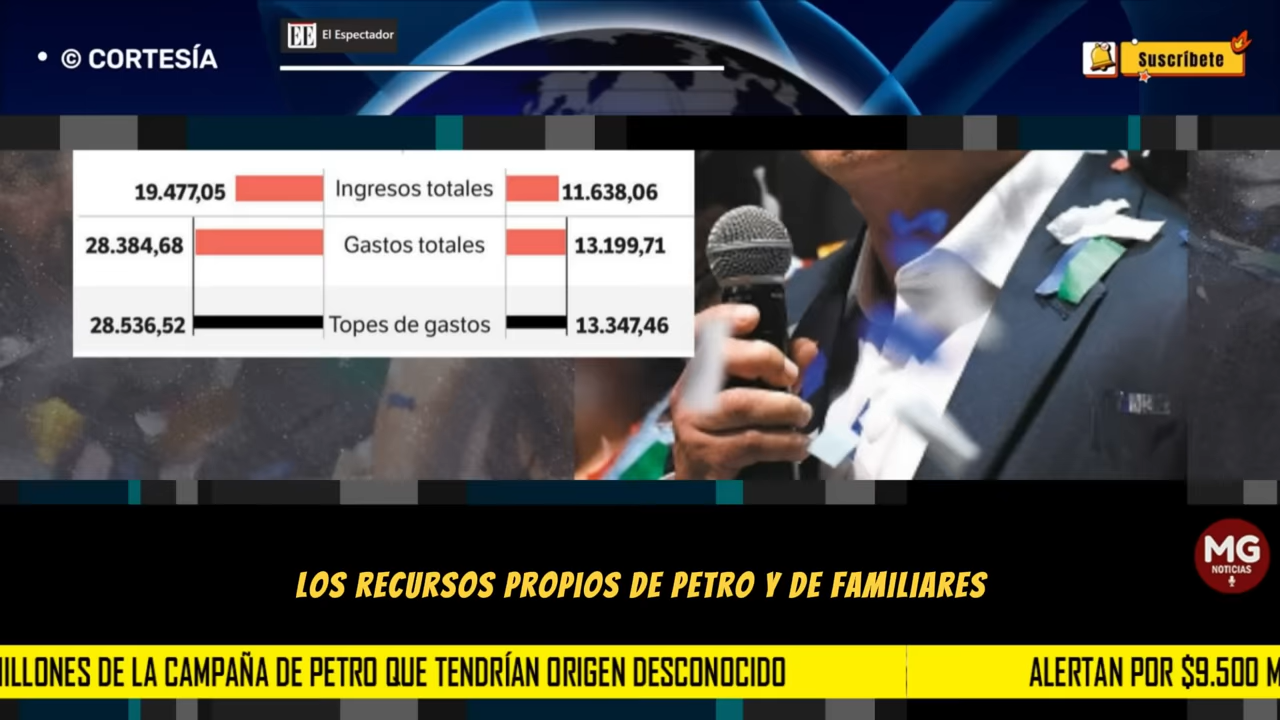 © CORTESÍA
EE El Espectador
Suscríbete
19.477,05 Ingresos totales 11.638,06
28.384,68 Gastos totales 13.199,71
28.536,52 Topes de gastos 13.347,46
LOS RECURSOS PROPIOS DE PETRO Y DE FAMILIARES
MG
NOTICIAS
DE LA CAMPAÑA DE PETRO QUE TENDRÍAN ORIGEN DESCONOCIDO ALERTAN POR $9.500